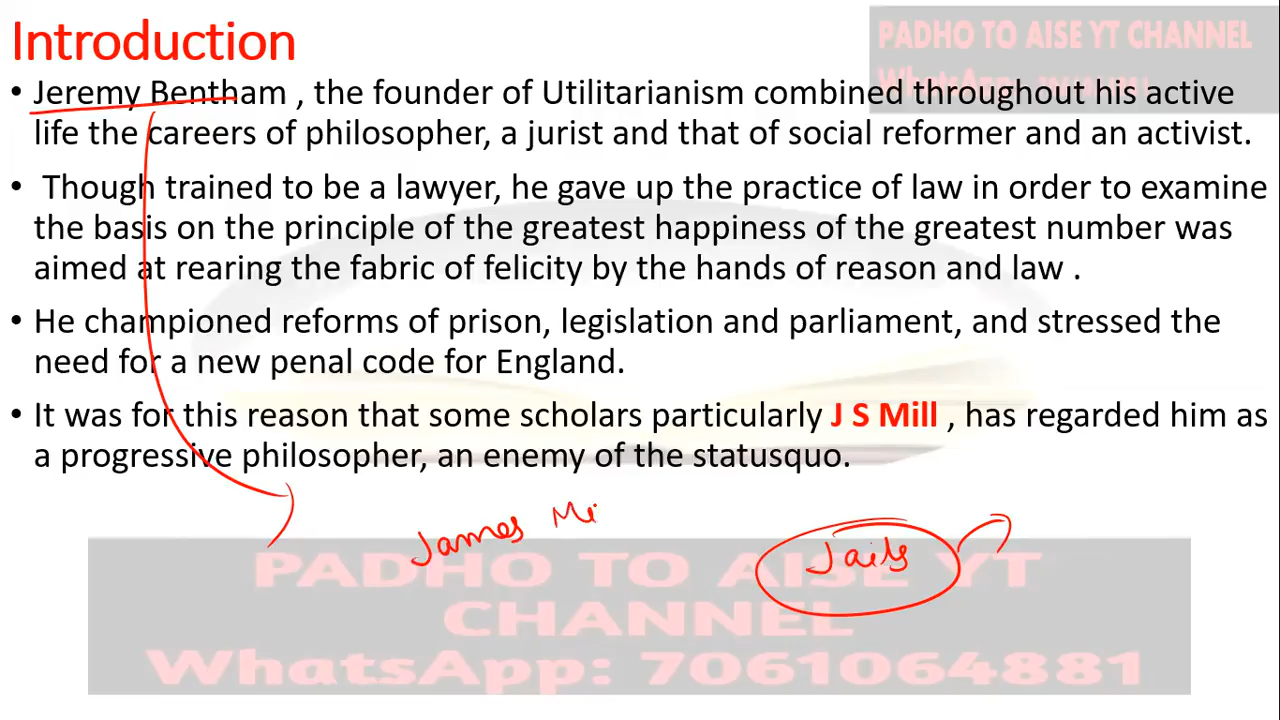 Introduction
PADHO TO AISE YT CHANNEL
• Jeremy Bentham , the founder of Utilitarianism combined throughout his active
life the careers of philosopher, a jurist and that of social reformer and an activist.
• Though trained to be a lawyer, he gave up the practice of law in order to examine
the basis on the principle of the greatest happiness of the greatest number was
aimed at rearing the fabric of felicity by the hands of reason and law .
• He championed reforms of prison, legislation and parliament, and stressed the
need for a new penal code for England.
• It was for this reason that some scholars particularly J S Mill , has regarded him as
a progressive philosopher, an enemy of the statusquo.
James Mi
Jails
PADHO TO AISE YT
CHANNEL
WhatsApp: 7061064881